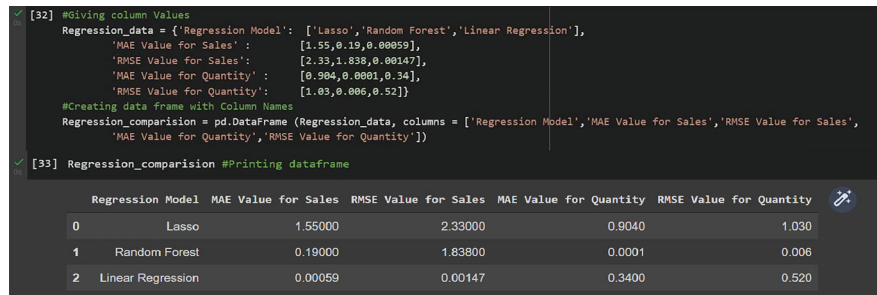 [32] #Giving column Values
Regression_data = {'Regression Model':  ['Lasso','Random Forest','Linear Regression'],
'MAE Value for Sales' :       [1.55,0.19,0.00059],
'RMSE Value for Sales':       [2.33,1.838,0.00147],
'MAE Value for Quantity' :    [0.904,0.0001,0.34],
'RMSE Value for Quantity':    [1.03,0.006,0.52]}
#Creating data frame with Column Names
Regression_comparision = pd.DataFrame (Regression_data, columns = ['Regression Model','MAE Value for Sales','RMSE Value for Sales',
'MAE Value for Quantity','RMSE Value for Quantity'])
[33] Regression_comparision #Printing dataframe
Regression Model MAE Value for Sales RMSE Value for Sales MAE Value for Quantity RMSE Value for Quantity
0 Lasso 1.55000 2.33000 0.9040 1.030
1 Random Forest 0.19000 1.83800 0.0001 0.006
2 Linear Regression 0.00059 0.00147 0.3400 0.520